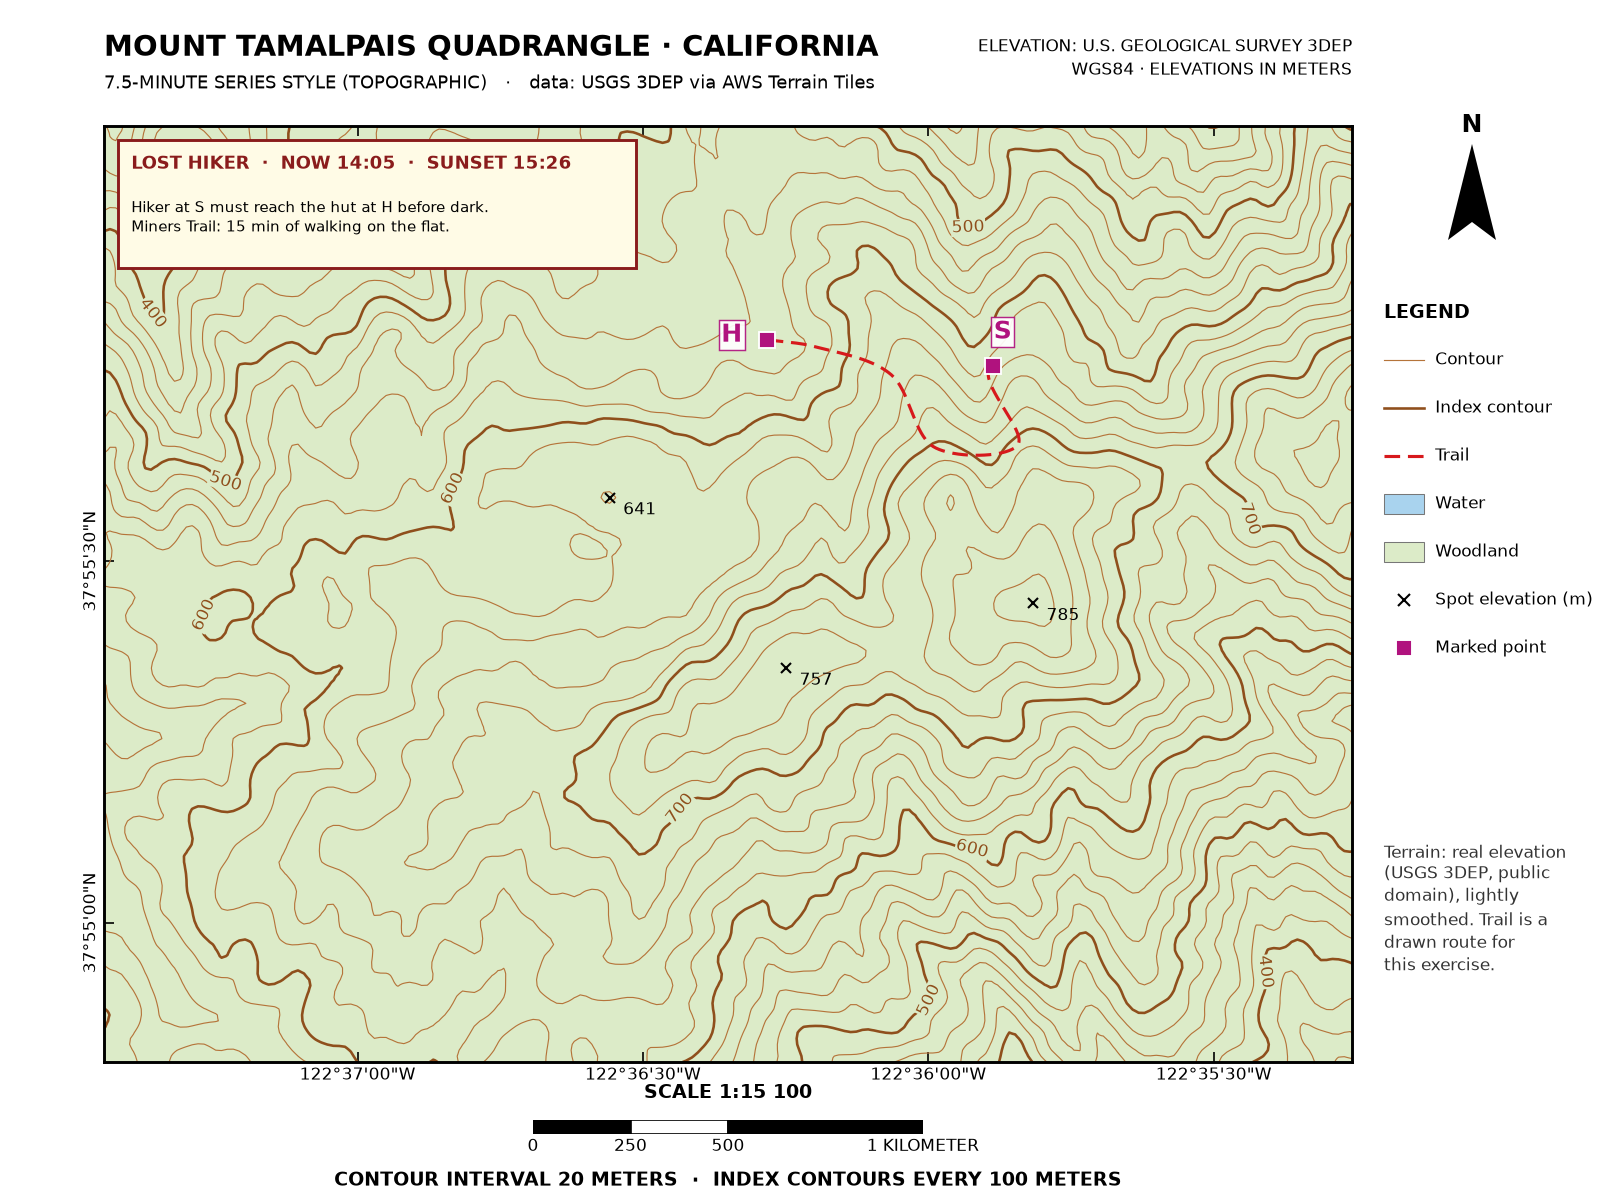 MOUNT TAMALPAIS QUADRANGLE · CALIFORNIA
7.5-MINUTE SERIES STYLE (TOPOGRAPHIC) · data: USGS 3DEP via AWS Terrain Tiles
ELEVATION: U.S. GEOLOGICAL SURVEY 3DEP
WGS84 · ELEVATIONS IN METERS
LOST HIKER · NOW 14:05 · SUNSET 15:26
Hiker at S must reach the hut at H before dark.
Miners Trail: 15 min of walking on the flat.
N
500
400
H
S
500
600
641
700
600
785
757
700
600
400
500
37°55'30"N
37°55'00"N
122°37'00"W
122°36'30"W
122°36'00"W
122°35'30"W
LEGEND
Contour
Index contour
Trail
Water
Woodland
Spot elevation (m)
Marked point
Terrain: real elevation
(USGS 3DEP, public
domain), lightly
smoothed. Trail is a
drawn route for
this exercise.
SCALE 1:15 100
0 250 500 1 KILOMETER
CONTOUR INTERVAL 20 METERS · INDEX CONTOURS EVERY 100 METERS